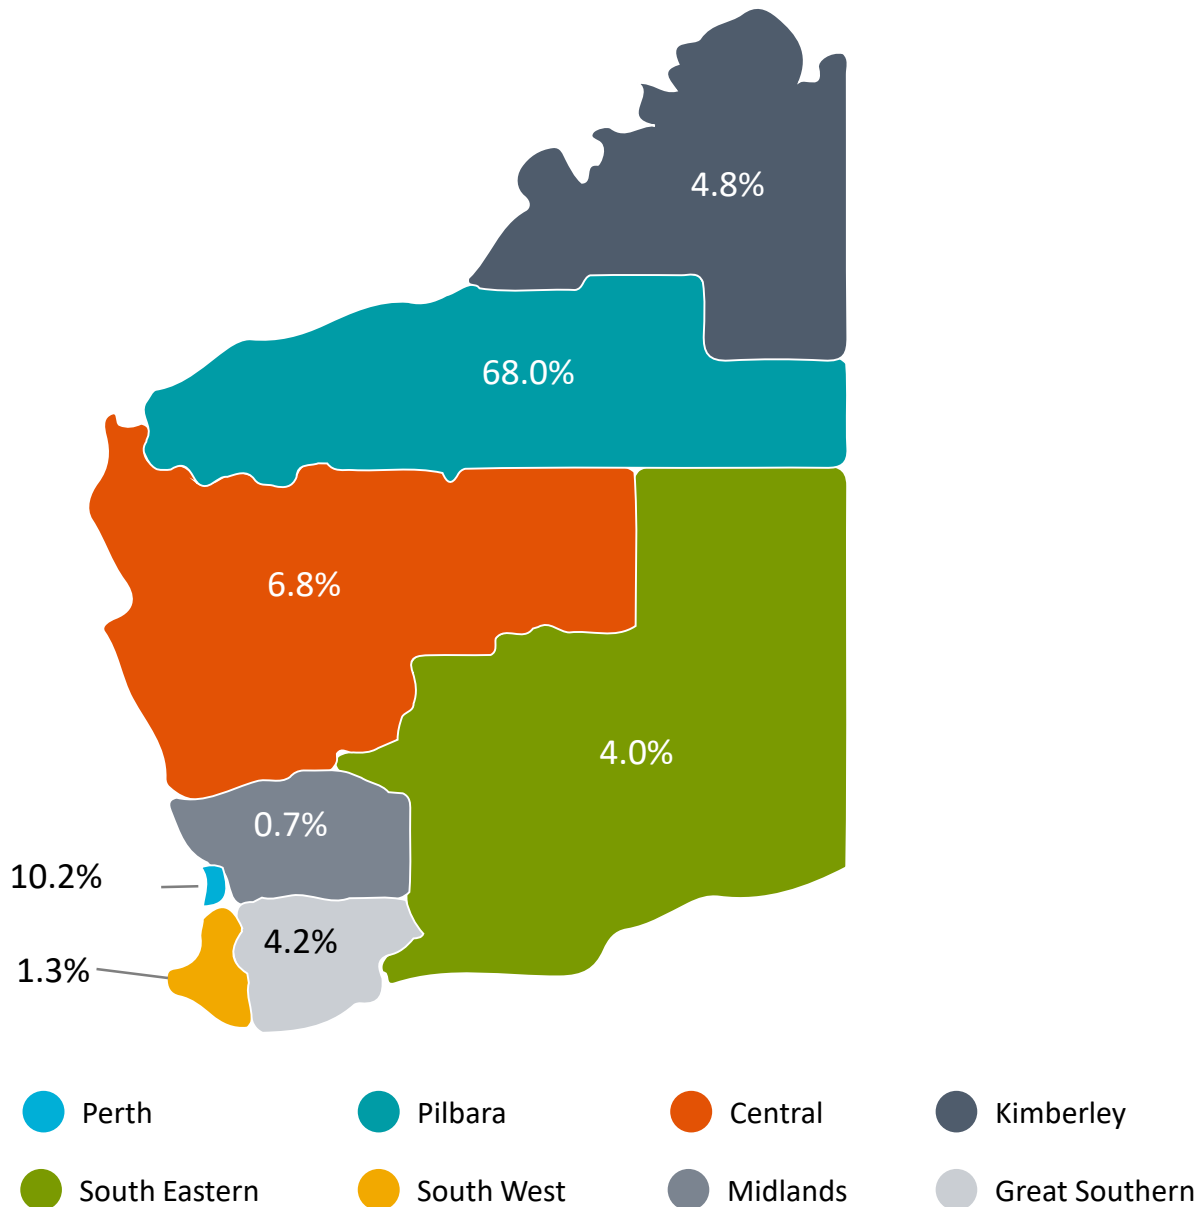 4.8%
68.0%
6.8%
4.0%
0.7%
10.2%
4.2%
1.3%
Perth
Pilbara
Central
Kimberley
South Eastern
South West
Midlands
Great Southern